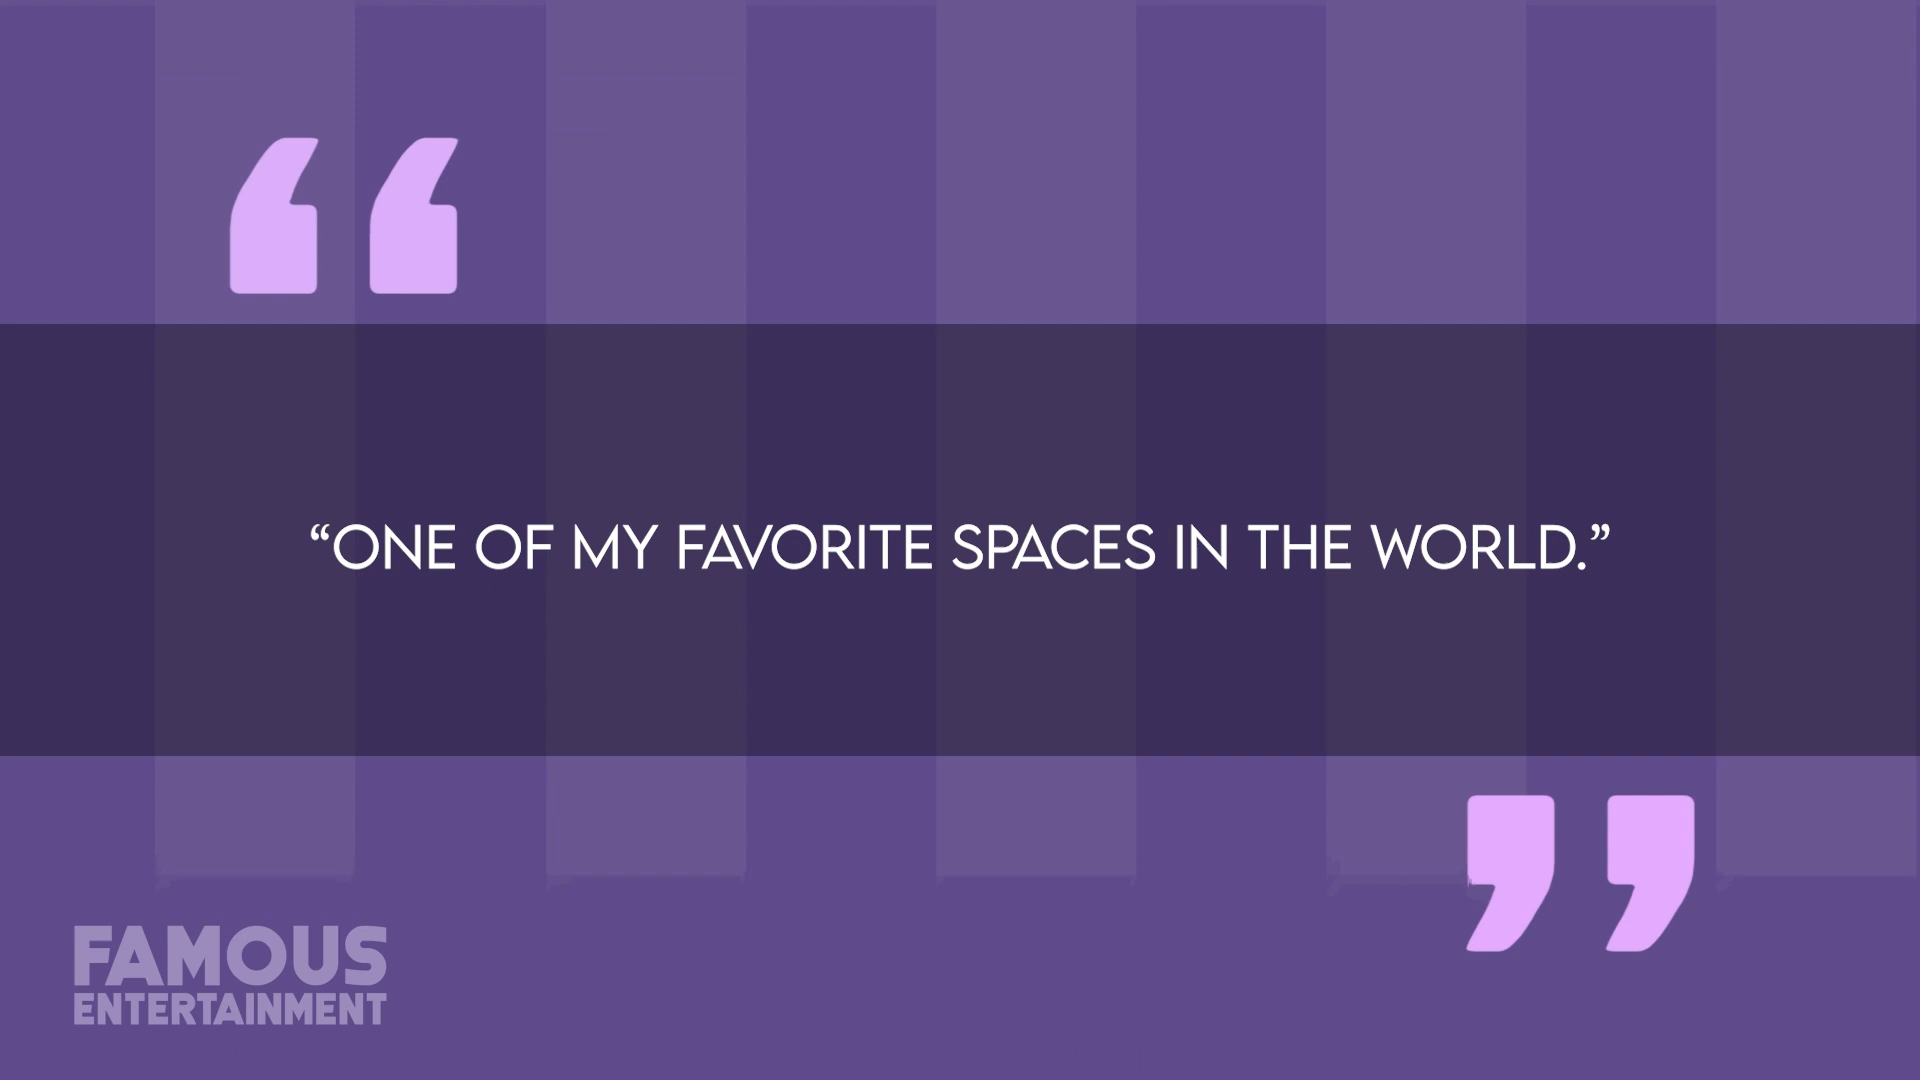 “ONE OF MY FAVORITE SPACES IN THE WORLD.”
FAMOUS
ENTERTAINMENT